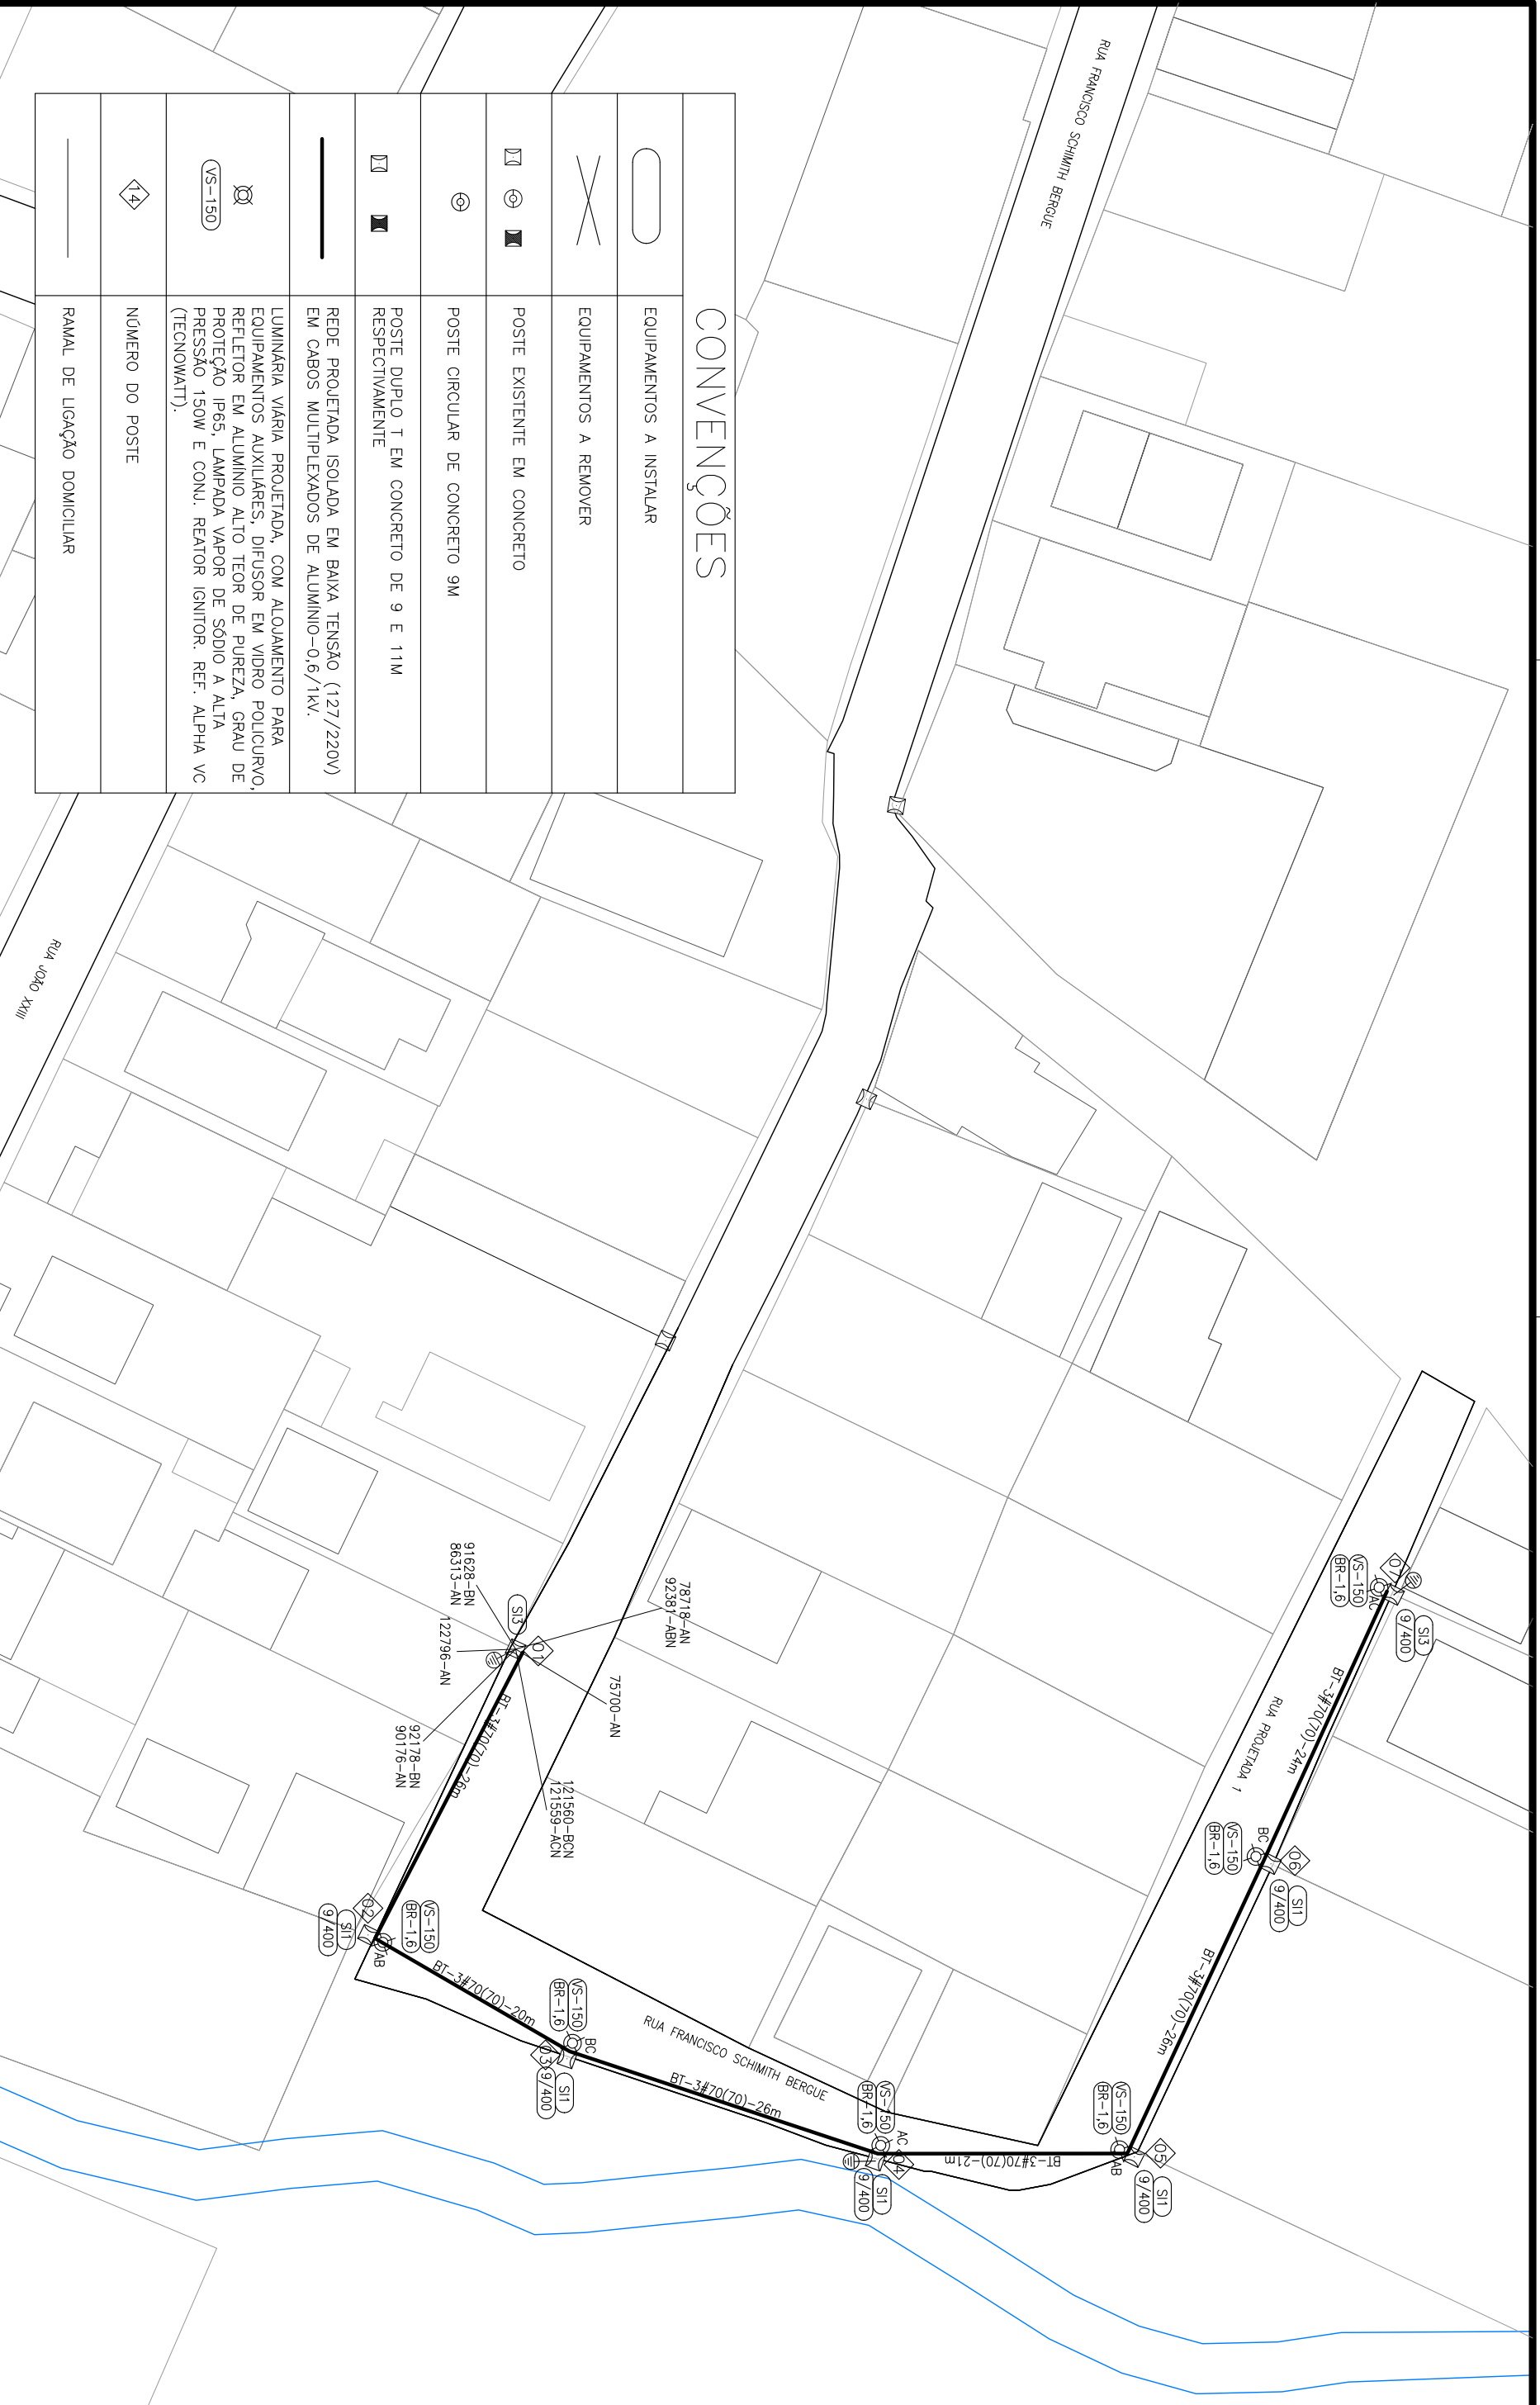 RUA FRANCISCO SCHIMITH BERGUE
CONVENÇÕES
5
EQUIPAMENTOS A INSTALAR
EQUIPAMENTOS A REMOVER
POSTE EXISTENTE EM CONCRETO
POSTE CIRCULAR DE CONCRETO 9M
POSTE DUPLO T EM CONCRETO DE 9 E 11M
RESPECTIVAMENTE
REDE PROJETADA ISOLADA EM BAIXA TENSÃO (127/220V)
EM CABOS MULTIPLEXADOS DE ALUMÍNIO-0,6/1kV.
VS-150
LUMINÁRIA VIÁRIA PROJETADA, COM ALOJAMENTO PARA
EQUIPAMENTOS AUXILIÁRES, DIFUSOR EM VIDRO POLICURVO,
REFLETOR EM ALUMÍNIO ALTO TEOR DE PUREZA, GRAU DE
PROTEÇÃO IP65, LAMPADA VAPOR DE SÓDIO A ALTA
PRESSÃO 150W E CONJ. REATOR IGNITOR. REF. ALPHA VC
(TECNOWATT).
14
NÚMERO DO POSTE
RAMAL DE LIGAÇÃO DOMICILIAR
RUA JOÃO XXIII
07
VS-150
BR-1,6
AC
SI3
9/400
BT-3#70(70)-24m
RUA PROJETADA 1
06
BC
VS-150
BR-1,6
SI1
9/400
BT-3#70(70)-26m
05
VS-150
BR-1,6
AB
SI1
9/400
BT-3#70(70)-21m
04
VS-150
BR-1,6
AC
SI1
9/400
RUA FRANCISCO SCHIMITH BERGUE
BT-3#70(70)-26m
03
VS-150
BR-1,6
BC
SI1
9/400
BT-3#70(70)-20m
02
VS-150
BR-1,6
AB
SI1
9/400
BT-3#70(70)-26m
01
SI3
78718-AN
92381-ABN
91628-BN
86313-AN
122796-AN
75700-AN
92178-BN
90176-AN
121560-BCN
121559-ACN